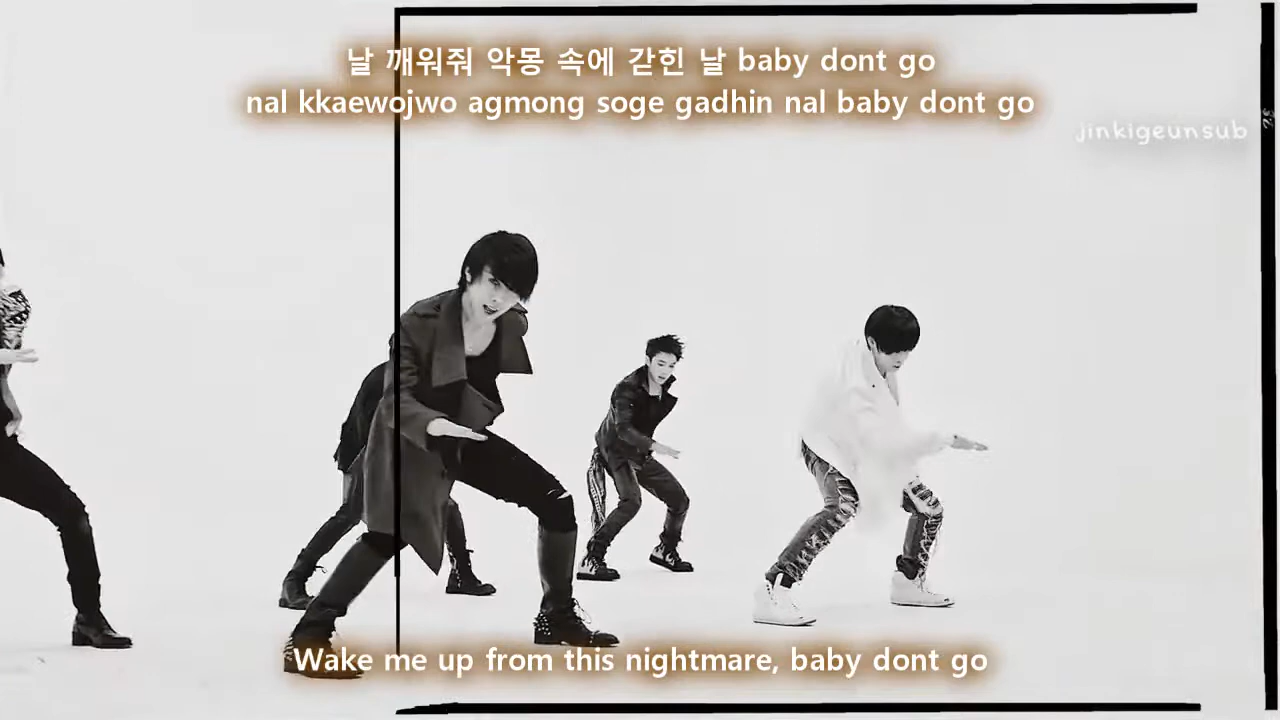 날 깨워줘 악몽 속에 갇힌 날 baby dont go
nal kkaewojwo agmong soge gadhin nal baby dont go
jinkigeunsub
Wake me up from this nightmare, baby dont go